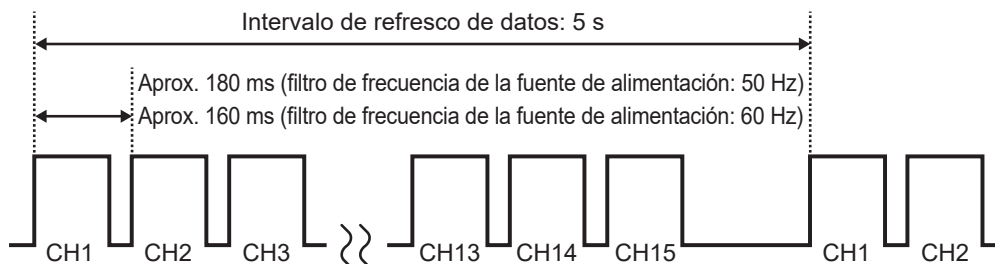 Intervalo de refresco de datos: 5 s
Aprox. 180 ms (filtro de frecuencia de la fuente de alimentación: 50 Hz)
Aprox. 160 ms (filtro de frecuencia de la fuente de alimentación: 60 Hz)
CH1 CH2 CH3 CH13 CH14 CH15 CH1 CH2